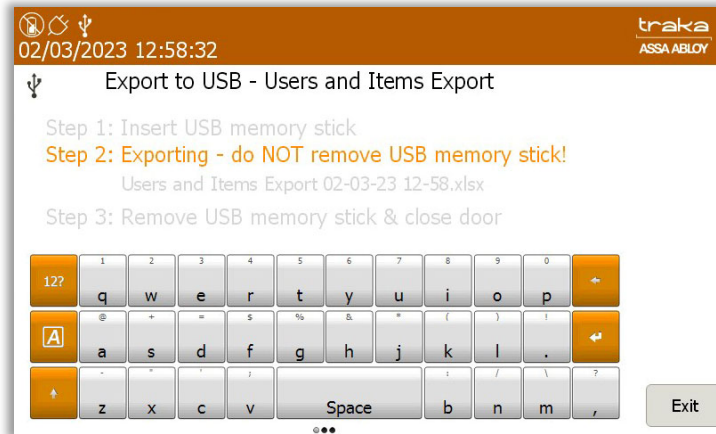 02/03/2023 12:58:32
traka
ASSA ABLOY
Export to USB - Users and Items Export
Step 1: Insert USB memory stick
Step 2: Exporting - do NOT remove USB memory stick!
Users and Items Export 02-03-23 12-58.xlsx
Step 3: Remove USB memory stick & close door
1 2 3 4 5 6 7 8 9 0
12? q w e r t y u i o p
@ + = $ % & * ( ) !
A a s d f g h j k l .
- " ' ; : / \ ?
z x c v Space b n m ,
Exit